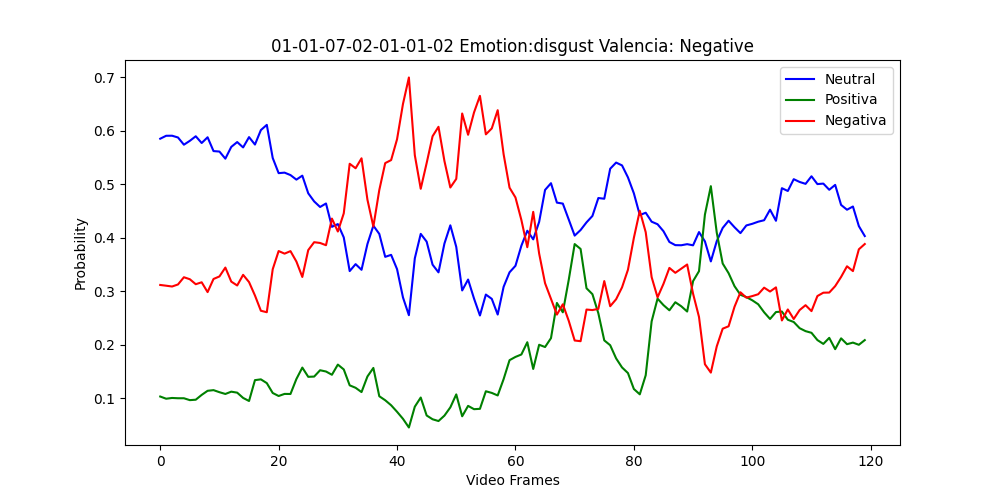 01-01-07-02-01-01-02 Emotion:disgust Valencia: Negative
Neutral
Positiva
Negativa
Probability
0.7
0.6
0.5
0.4
0.3
0.2
0.1
0 20 40 60 80 100 120
Video Frames